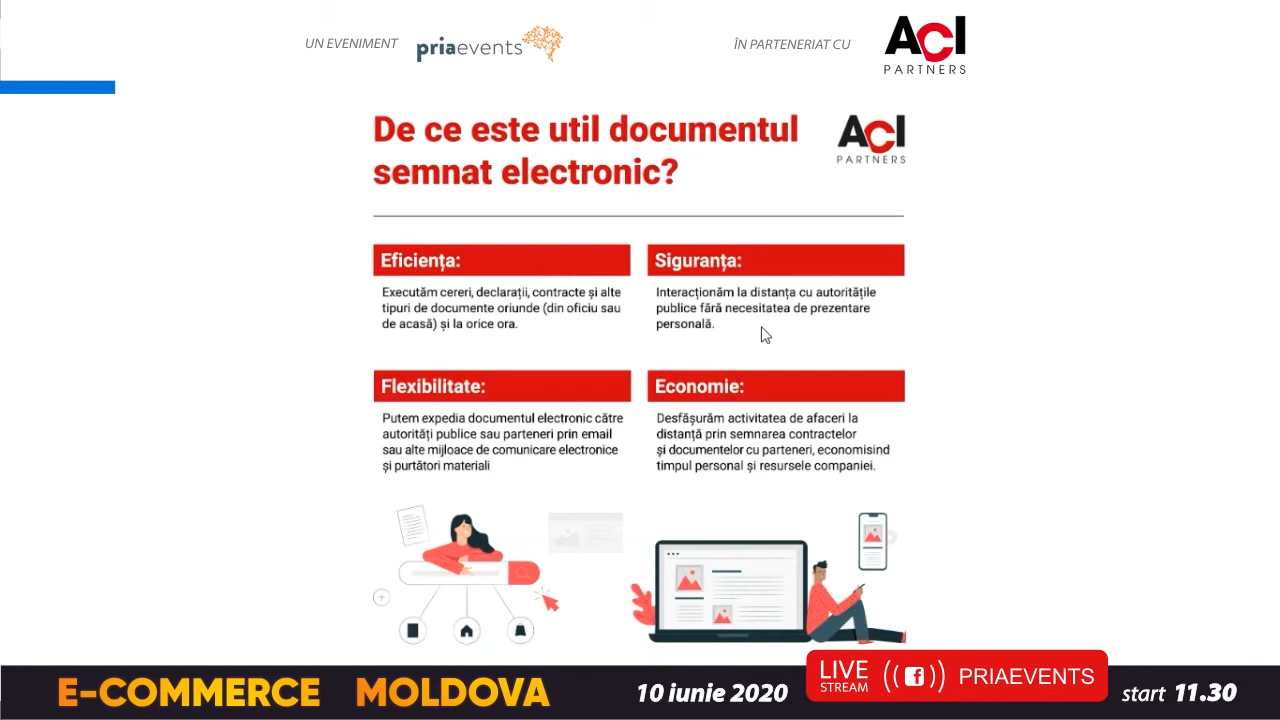 UN EVENIMENT
priaevents
ÎN PARTENERIAT CU
ACI
PARTNERS
De ce este util documentul
semnat electronic?
ACI
PARTNERS
Eficiența:
Executăm cereri, declarații, contracte și alte
tipuri de documente oriunde (din oficiu sau
de acasă) și la orice ora.
Siguranța:
Interacționăm la distanța cu autoritățile
publice fără necesitatea de prezentare
personală.
Flexibilitate:
Putem expedia documentul electronic către
autorități publice sau parteneri prin email
sau alte mijloace de comunicare electronice
și purtători materiali
Economie:
Desfășurăm activitatea de afaceri la
distanță prin semnarea contractelor
și documentelor cu parteneri, economisind
timpul personal și resursele companiei.
E-COMMERCE MOLDOVA
10 iunie 2020
LIVE
STREAM
f
PRIAEVENTS
start 11.30